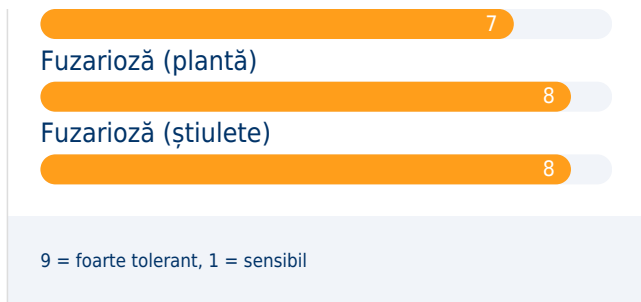 7
Fuzarioză (plantă)
8
Fuzarioză (știulete)
8
9 = foarte tolerant, 1 = sensibil